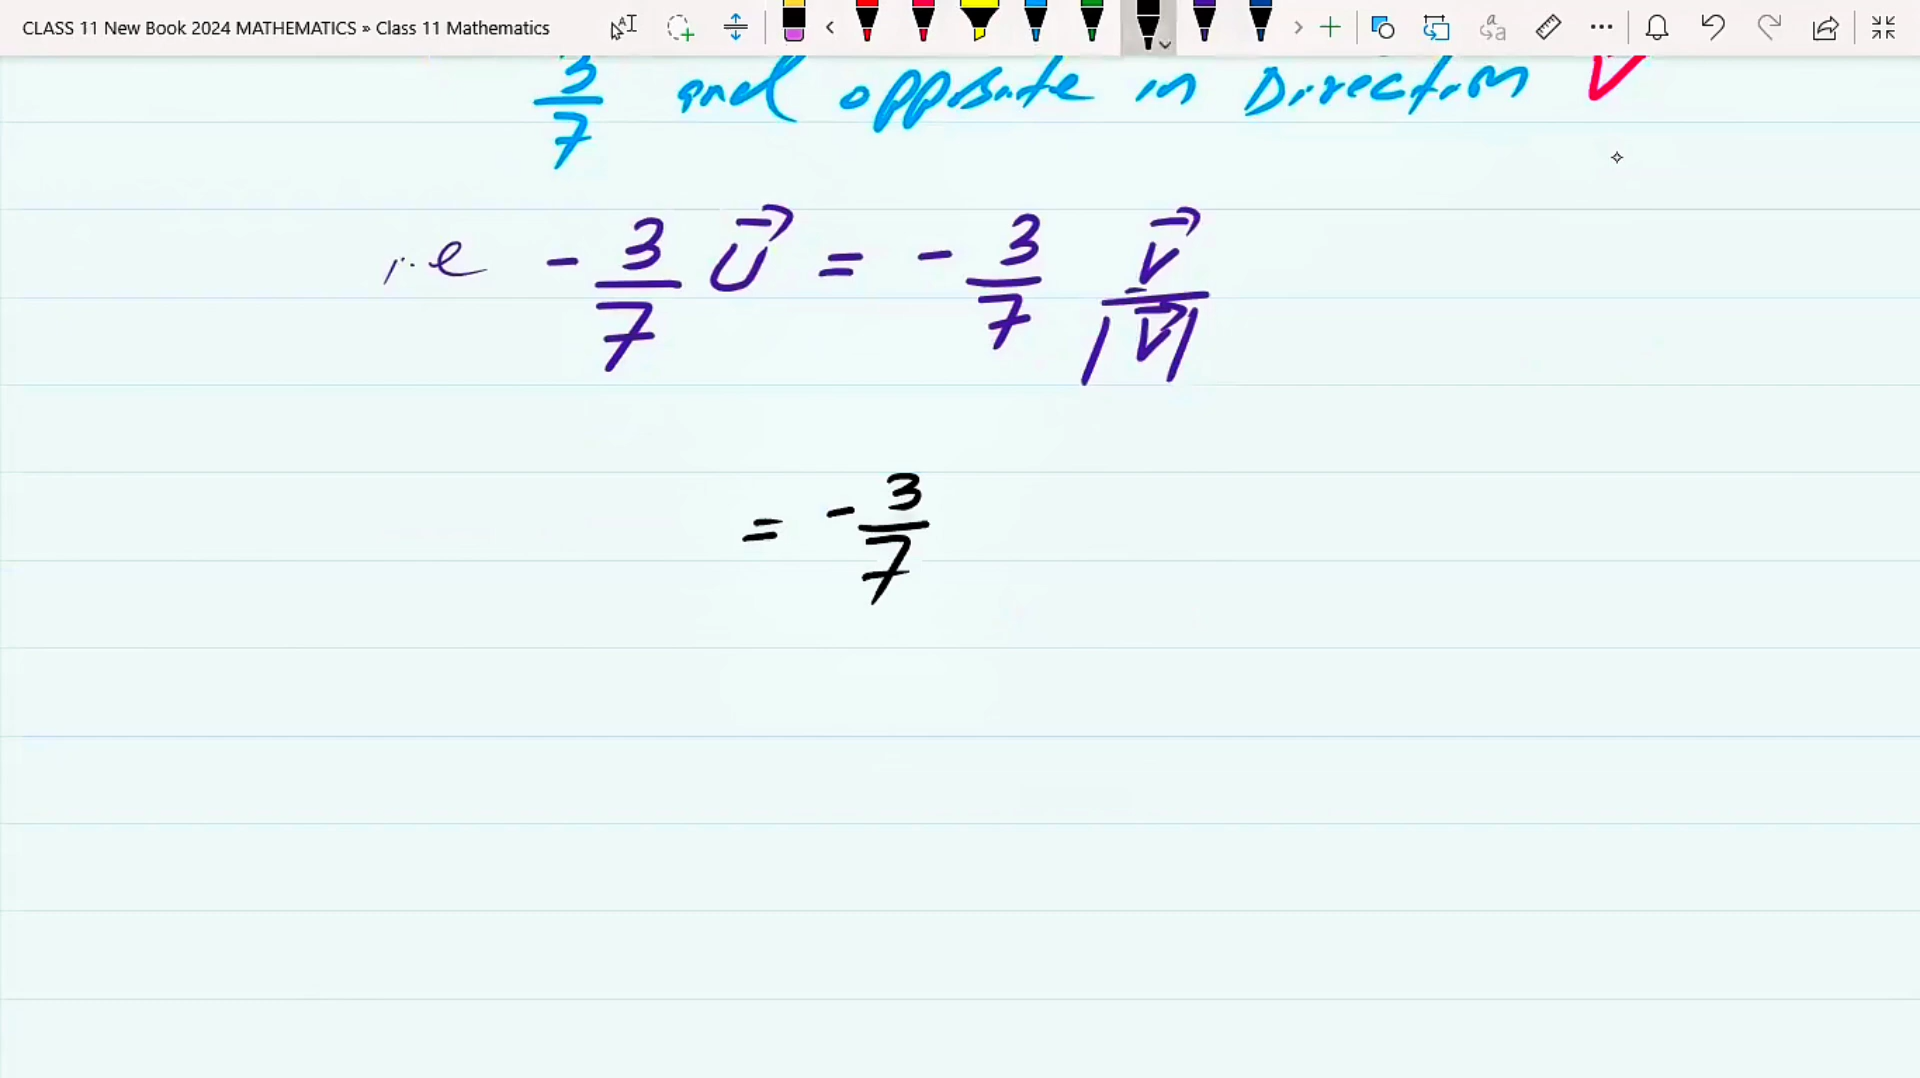 CLASS 11 New Book 2024 MATHEMATICS » Class 11 Mathematics
3/7 and opposite in Direction V
i.e - 3/7 U⃗ = - 3/7 V⃗/|V⃗|
= - 3/7